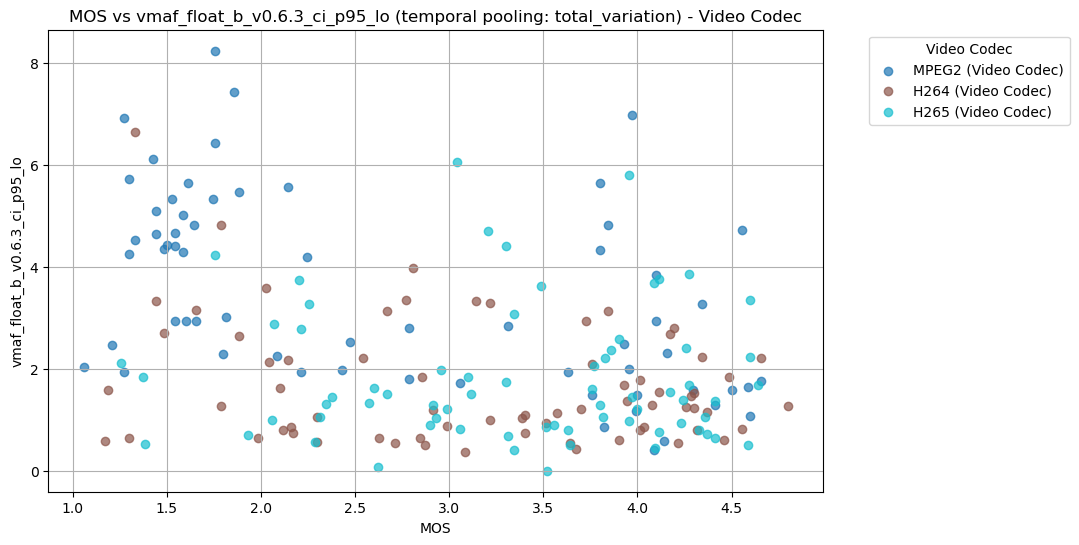 MOS vs vmaf_float_b_v0.6.3_ci_p95_lo (temporal pooling: total_variation) - Video Codec
Video Codec
MPEG2 (Video Codec)
H264 (Video Codec)
H265 (Video Codec)
vmaf_float_b_v0.6.3_ci_p95_lo
8
6
4
2
0
1.0 1.5 2.0 2.5 3.0 3.5 4.0 4.5
MOS